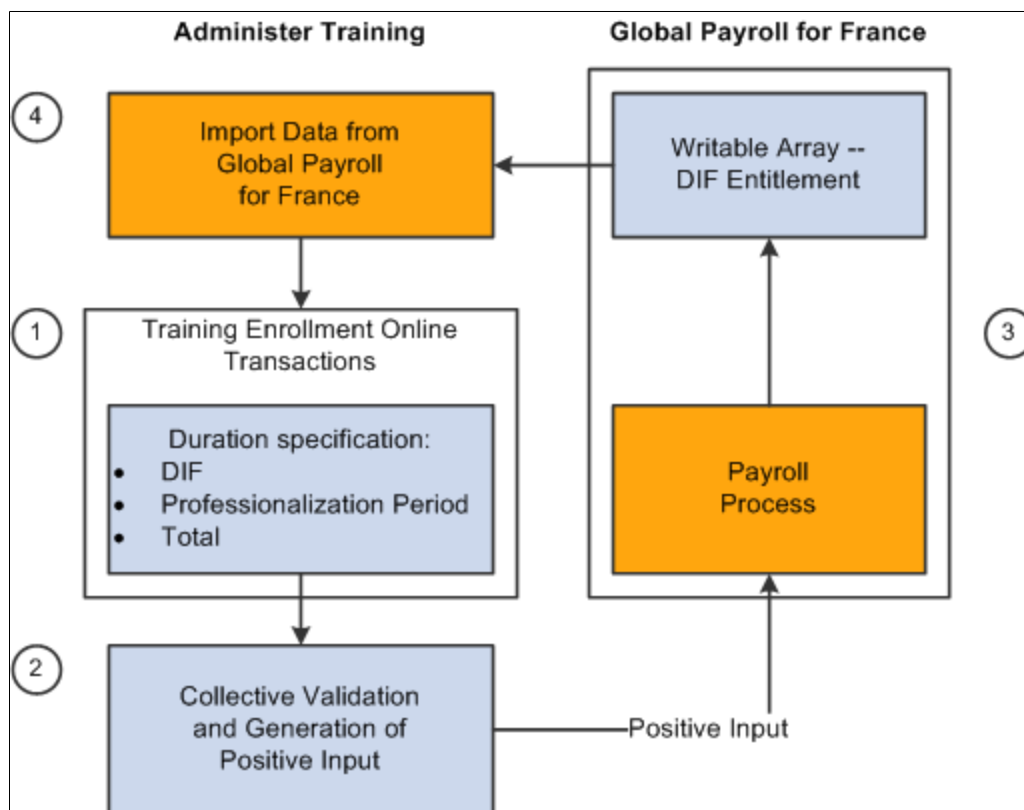 Administer Training
Global Payroll for France
4
Import Data from
Global Payroll
for France
Writable Array --
DIF Entitlement
1
Training Enrollment Online
Transactions
3
Duration specification:
• DIF
• Professionalization Period
• Total
Payroll
Process
2
Collective Validation
and Generation of
Positive Input
Positive Input